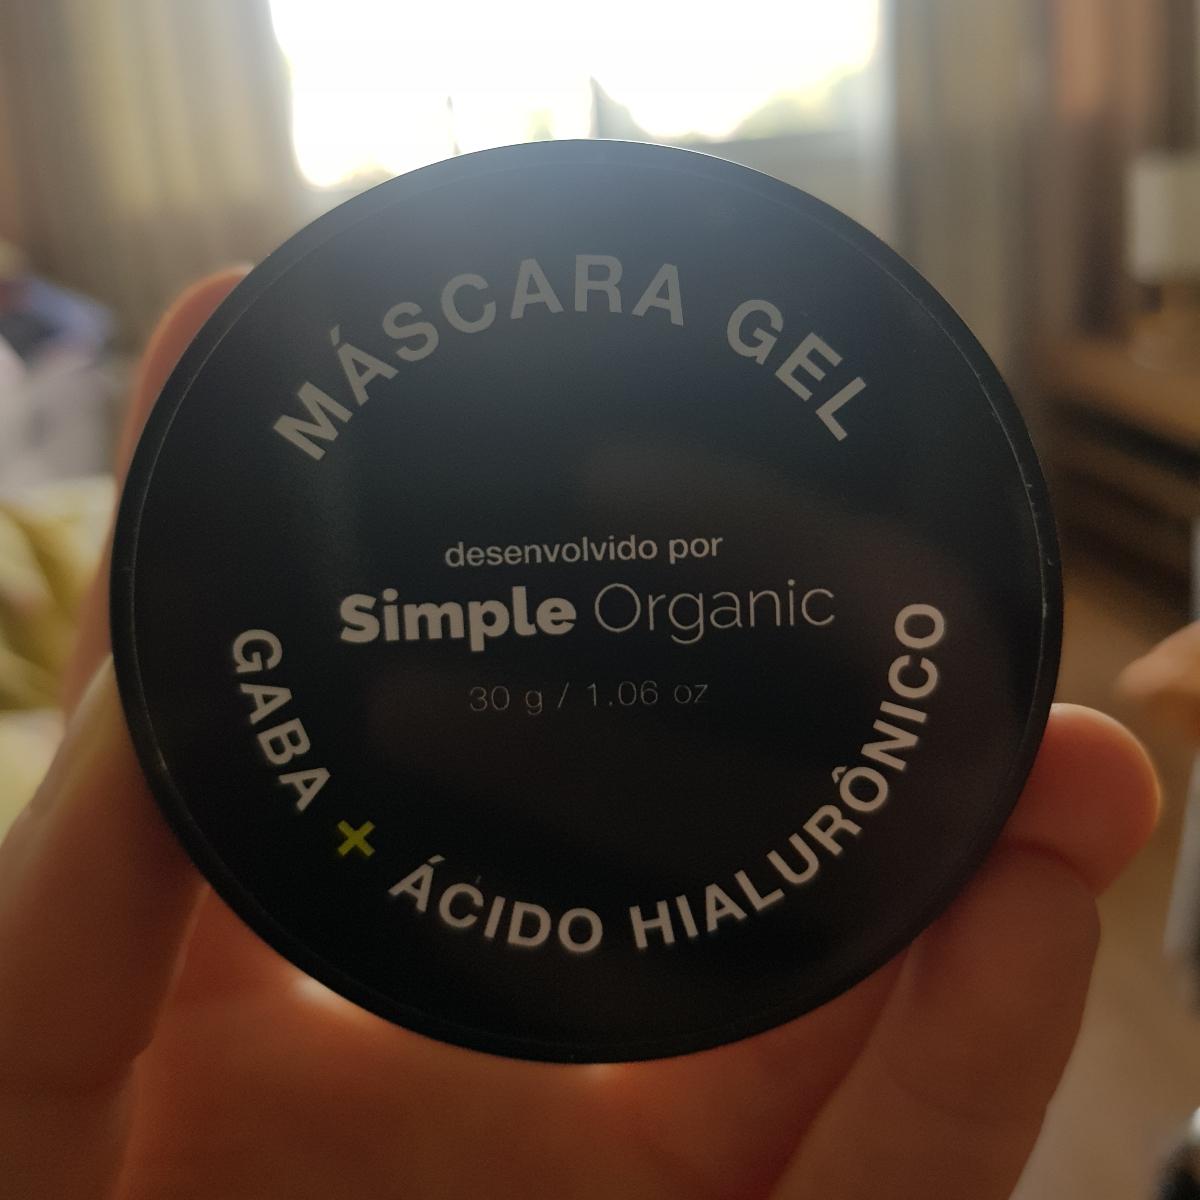 MÁSCARA GEL
desenvolvido por
Simple Organic
30 g / 1.06 oz
GABA + ÁCIDO HIALURÔNICO